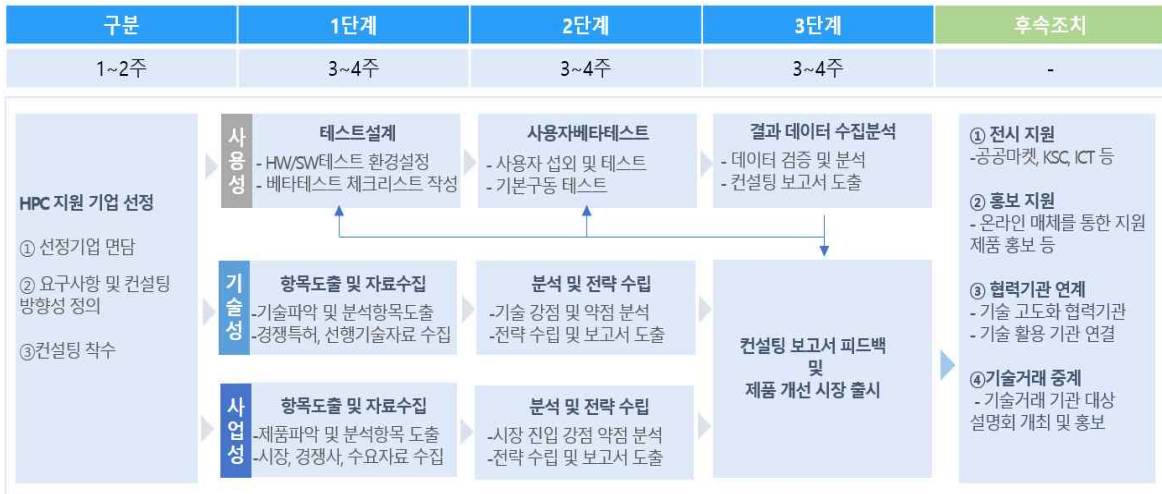 구분
1단계
2단계
3단계
후속조치
1~2주
3~4주
3~4주
3~4주
-
HPC 지원 기업 선정
① 선정기업 면담
② 요구사항 및 컨설팅
방향성 정의
③컨설팅 착수
사용성
테스트설계
- HW/SW테스트 환경설정
- 베타테스트 체크리스트 작성
사용자베타테스트
- 사용자 섭외 및 테스트
- 기본구동 테스트
결과 데이터 수집분석
- 데이터 검증 및 분석
- 컨설팅 보고서 도출
기술성
항목도출 및 자료수집
-기술파악 및 분석항목도출
-경쟁특허, 선행기술자료 수집
분석 및 전략 수립
-기술 강점 및 약점 분석
-전략 수립 및 보고서 도출
사업성
항목도출 및 자료수집
-제품파악 및 분석항목 도출
-시장, 경쟁사, 수요자료 수집
분석 및 전략 수립
-시장 진입 강점 약점 분석
-전략 수립 및 보고서 도출
컨설팅 보고서 피드백
및
제품 개선 시장 출시
① 전시 지원
-공공마켓, KSC, ICT 등
② 홍보 지원
- 온라인 매체를 통한 지원
제품 홍보 등
③ 협력기관 연계
- 기술 고도화 협력기관
- 기술 활용 기관 연결
④기술거래 중계
- 기술거래 기관 대상
설명회 개최 및 홍보